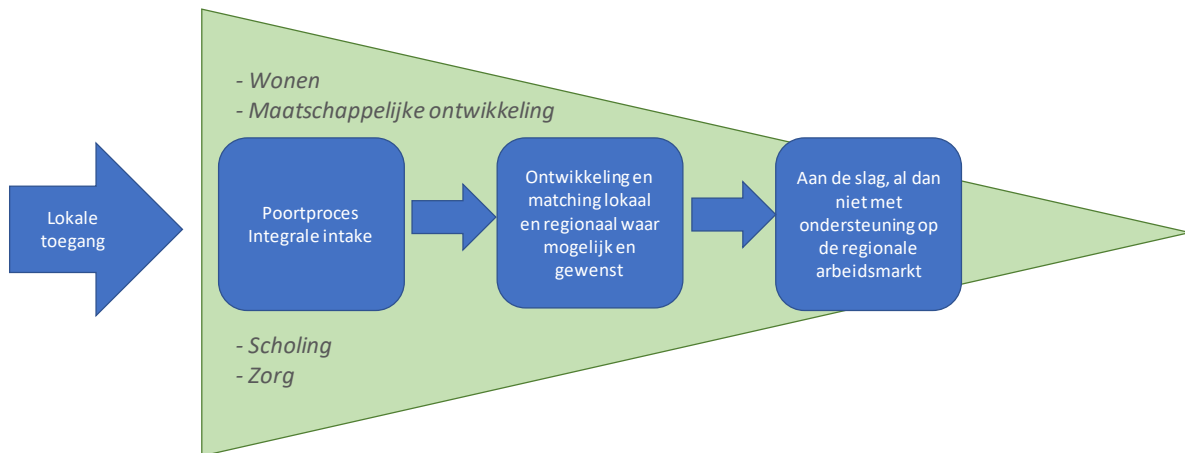 - Wonen
- Maatschappelijke ontwikkeling
Lokale
toegang
Poortproces
Integrale intake
Ontwikkeling en
matching lokaal
en regionaal waar
mogelijk en
gewenst
Aan de slag, al dan
niet met
ondersteuning op
de regionale
arbeidsmarkt
- Scholing
- Zorg